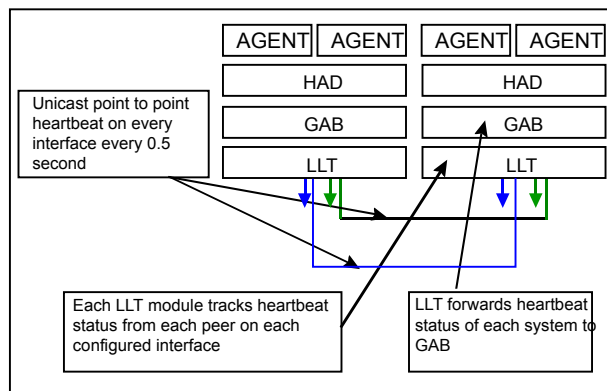 AGENT AGENT AGENT AGENT
HAD HAD
Unicast point to point
heartbeat on every
interface every 0.5
second
GAB GAB
LLT LLT
Each LLT module tracks heartbeat
status from each peer on each
configured interface
LLT forwards heartbeat
status of each system to
GAB